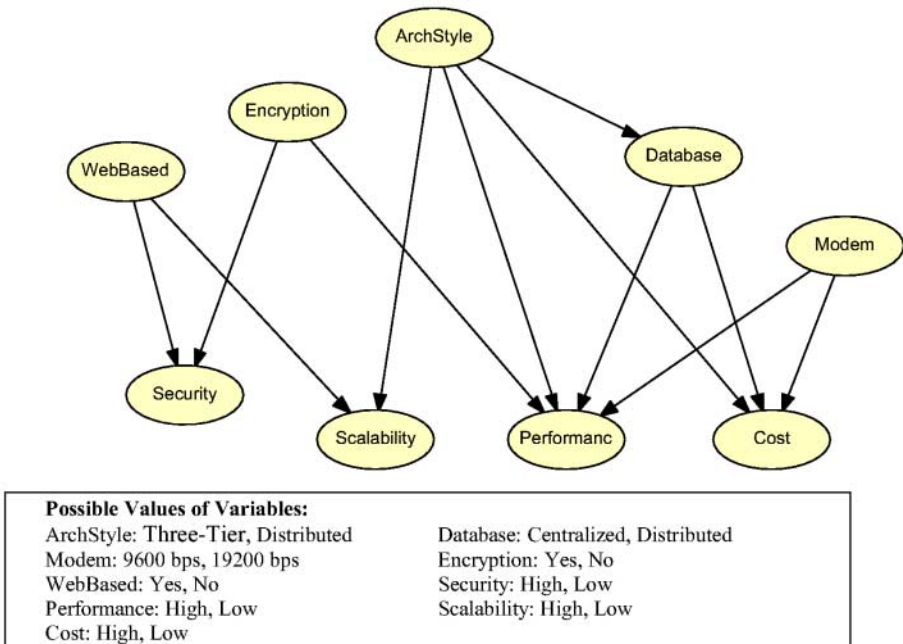 ArchStyle
Encryption
Database
WebBased
Modem
Security
Scalability
Performanc
Cost
Possible Values of Variables:
ArchStyle: Three-Tier, Distributed
Database: Centralized, Distributed
Modem: 9600 bps, 19200 bps
Encryption: Yes, No
WebBased: Yes, No
Security: High, Low
Performance: High, Low
Scalability: High, Low
Cost: High, Low